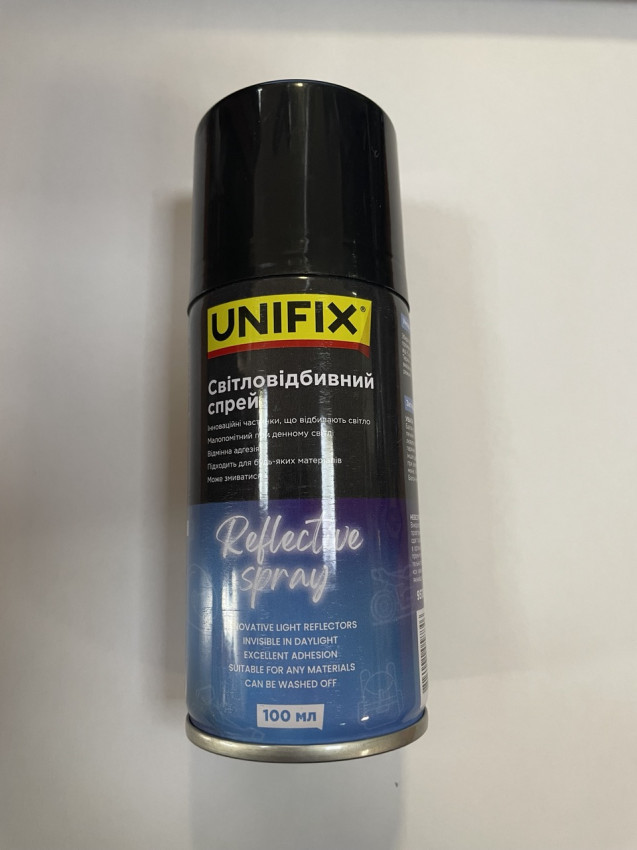 UNIFIX®
Світловідбивний
спрей
Інноваційні частинки, що відбивають світло
Малопомітний при денному світлі
Відмінна адгезія
Підходить для будь-яких матеріалів
Може змиватися
Reflective
spray
INNOVATIVE LIGHT REFLECTORS
INVISIBLE IN DAYLIGHT
EXCELLENT ADHESION
SUITABLE FOR ANY MATERIALS
CAN BE WASHED OFF
100 мл